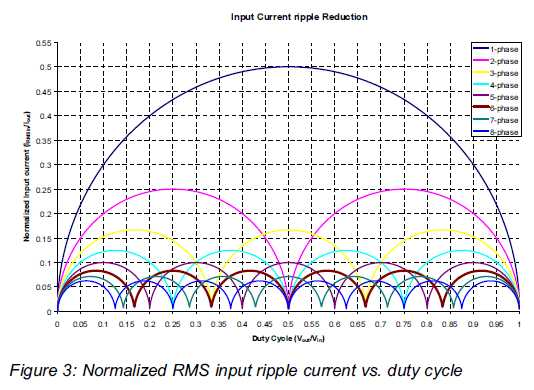 Input Current ripple Reduction
0.55
0.5
0.45
0.4
0.35
0.3
0.25
0.2
0.15
0.1
0.05
0
Normalized Input current (I
1-phase
2-phase
3-phase
4-phase
5-phase
6-phase
7-phase
8-phase
0.05 0.1 0.15 0.2 0.25 0.3 0.35 0.4 0.45 0.5 0.55 0.6 0.65 0.7 0.75 0.8 0.85 0.9 0.95 1
Duty Cycle (Vout/Vin)
Figure 3: Normalized RMS input ripple current vs. duty cycle